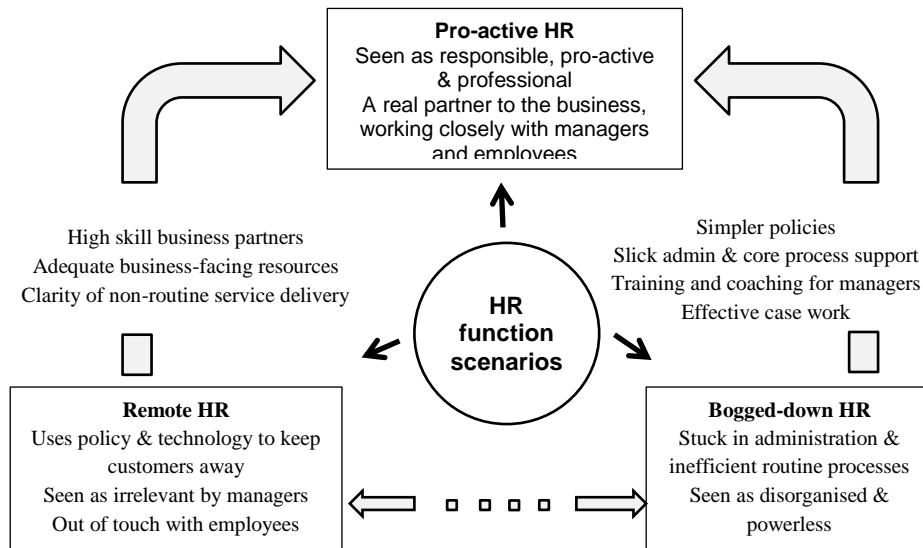 Pro-active HR
Seen as responsible, pro-active
& professional
A real partner to the business,
working closely with managers
and employees
High skill business partners
Adequate business-facing resources
Clarity of non-routine service delivery
Simpler policies
Slick admin & core process support
Training and coaching for managers
Effective case work
HR
function
scenarios
Remote HR
Uses policy & technology to keep
customers away
Seen as irrelevant by managers
Out of touch with employees
Bogged-down HR
Stuck in administration &
inefficient routine processes
Seen as disorganised &
powerless